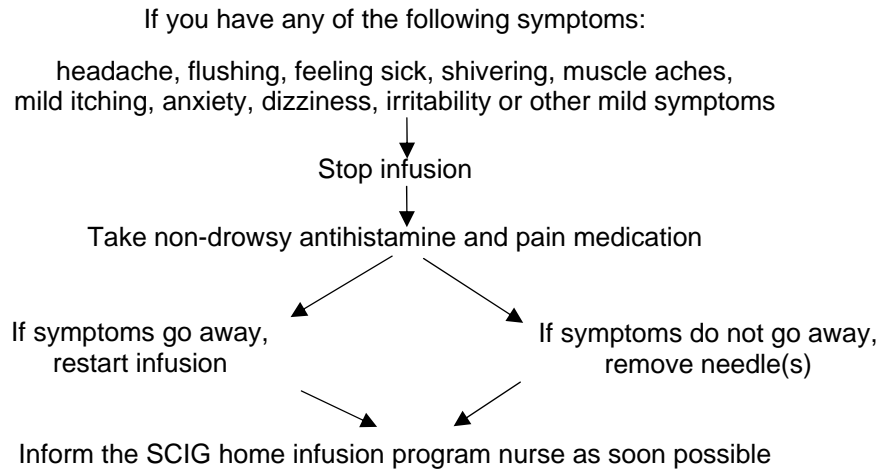 If you have any of the following symptoms:
headache, flushing, feeling sick, shivering, muscle aches,
mild itching, anxiety, dizziness, irritability or other mild symptoms
Stop infusion
Take non-drowsy antihistamine and pain medication
If symptoms go away,
restart infusion
If symptoms do not go away,
remove needle(s)
Inform the SCIG home infusion program nurse as soon possible